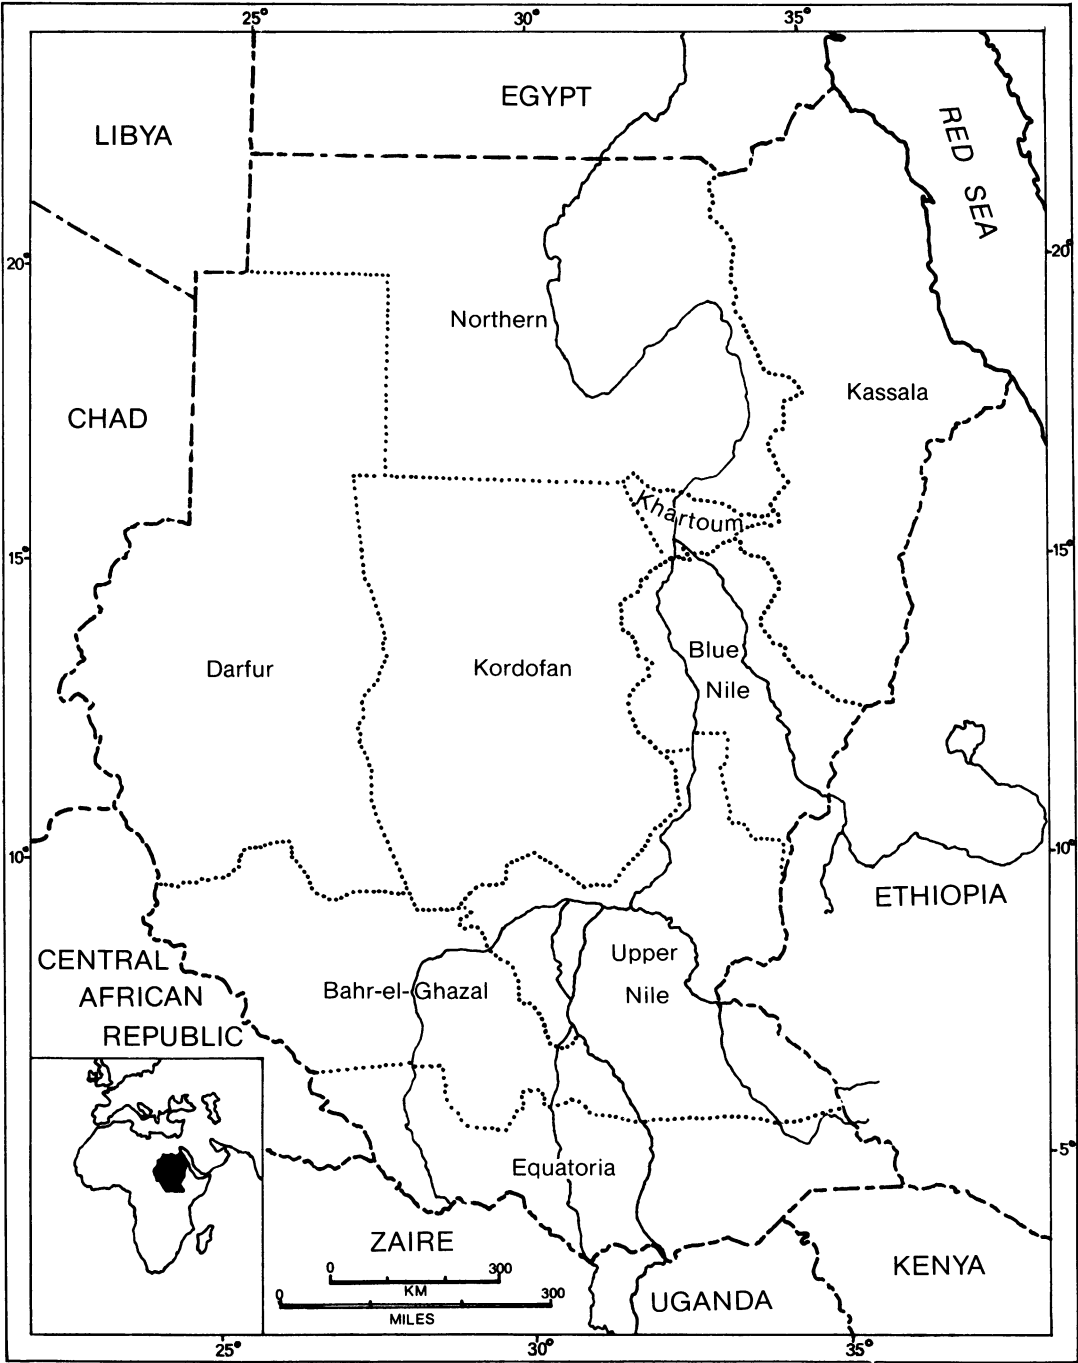 25°
30°
35°
EGYPT
LIBYA
RED SEA
20°
20°
Northern
Kassala
CHAD
Khartoum
15°
15°
Blue
Nile
Darfur
Kordofan
10°
10°
ETHIOPIA
Upper
Nile
CENTRAL
AFRICAN
REPUBLIC
Bahr-el-Ghazal
5°
Equatoria
ZAIRE
KENYA
0 300
KM
0 300
MILES
UGANDA
25°
30°
35°